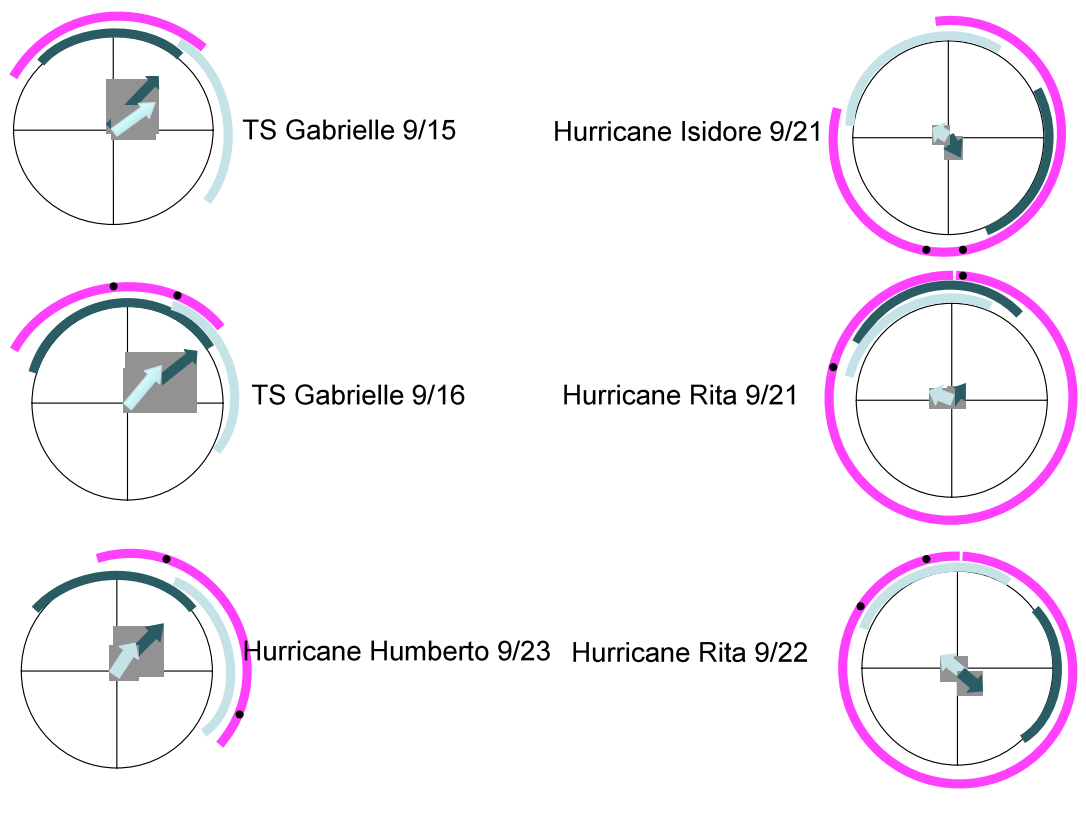 TS Gabrielle 9/15
Hurricane Isidore 9/21
TS Gabrielle 9/16
Hurricane Rita 9/21
Hurricane Humberto 9/23
Hurricane Rita 9/22